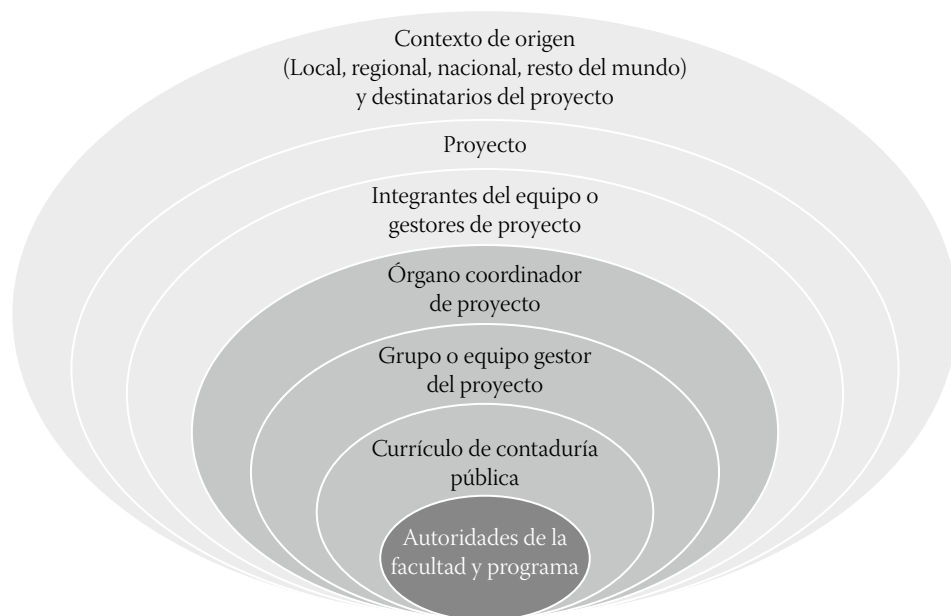 Contexto de origen
(Local, regional, nacional, resto del mundo)
y destinatarios del proyecto
Proyecto
Integrantes del equipo o
gestores de proyecto
Órgano coordinador
de proyecto
Grupo o equipo gestor
del proyecto
Currículo de contaduría
pública
Autoridades de la
facultad y programa